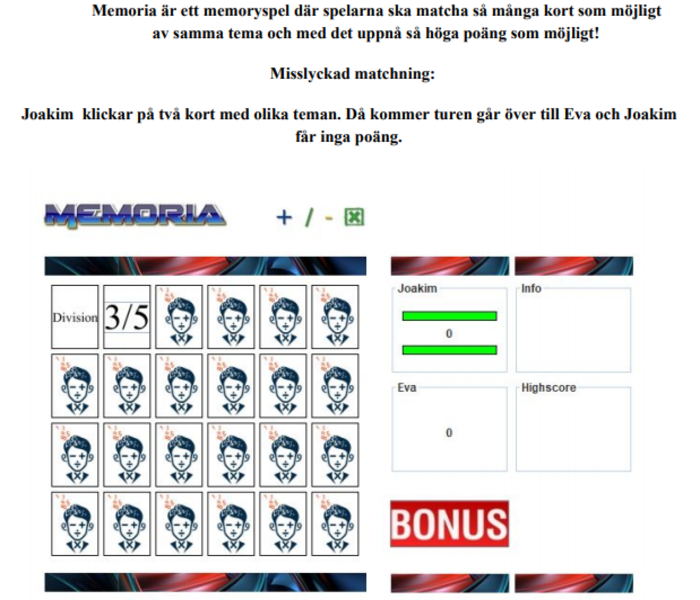 Memoria är ett memoryspel där spelarna ska matcha så många kort som möjligt
av samma tema och med det uppnå så höga poäng som möjligt!
Misslyckad matchning:
Joakim klickar på två kort med olika teman. Då kommer turen går över till Eva och Joakim
får inga poäng.
MEMORIA + / -
Joakim Info
Division 3/5
0
Eva Highscore
0
BONUS